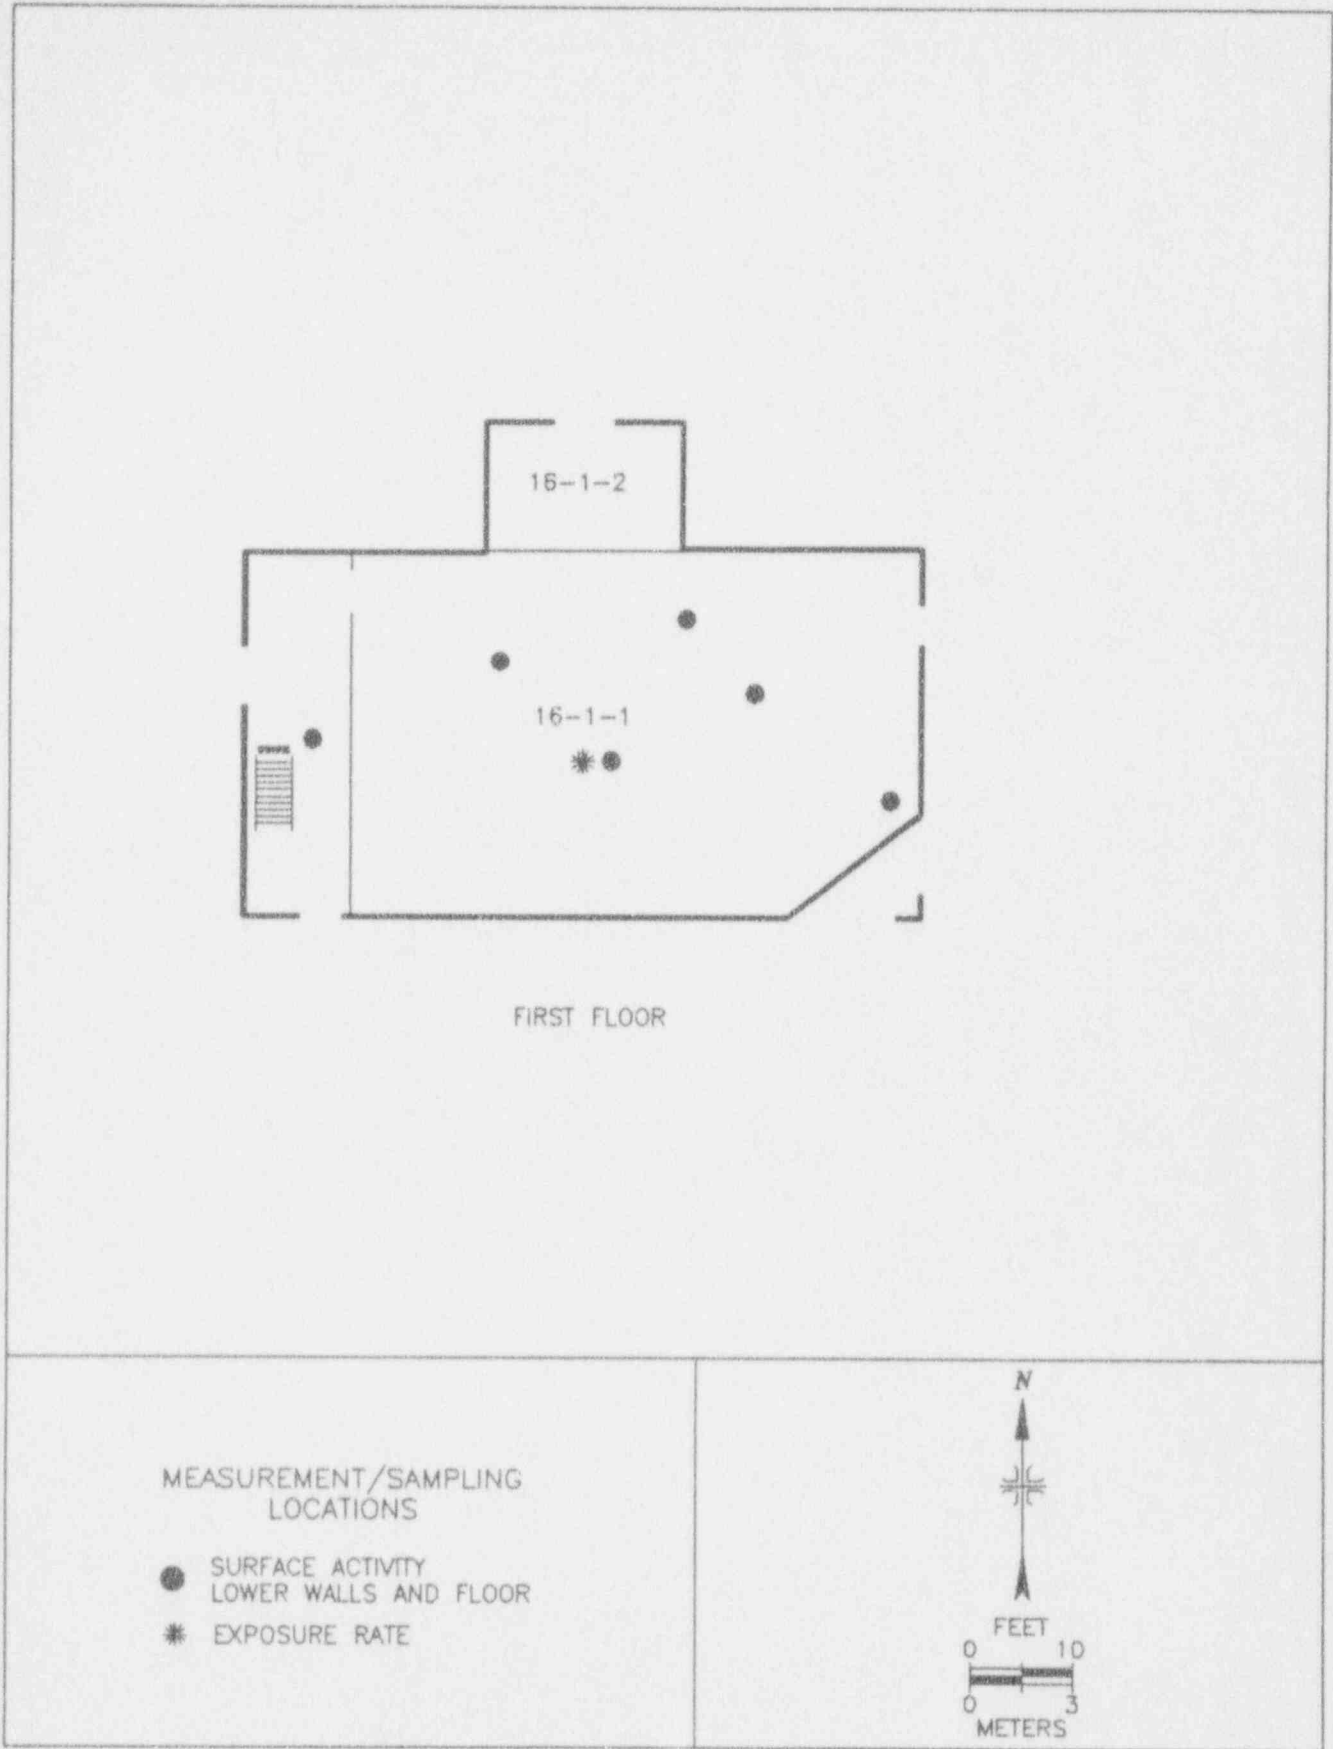 16-1-2
16-1-1
FIRST FLOOR
MEASUREMENT/SAMPLING
LOCATIONS
SURFACE ACTIVITY
LOWER WALLS AND FLOOR
EXPOSURE RATE
N
FEET
0 10
0 3
METERS